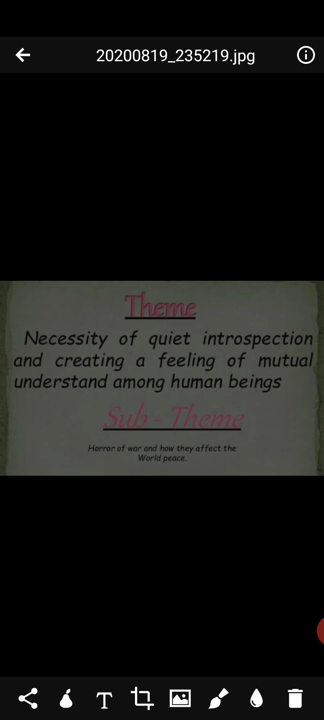 20200819_235219.jpg
Theme
Necessity of quiet introspection
and creating a feeling of mutual
understand among human beings
Sub - Theme
Horror of war and how they affect the
World peace.
T